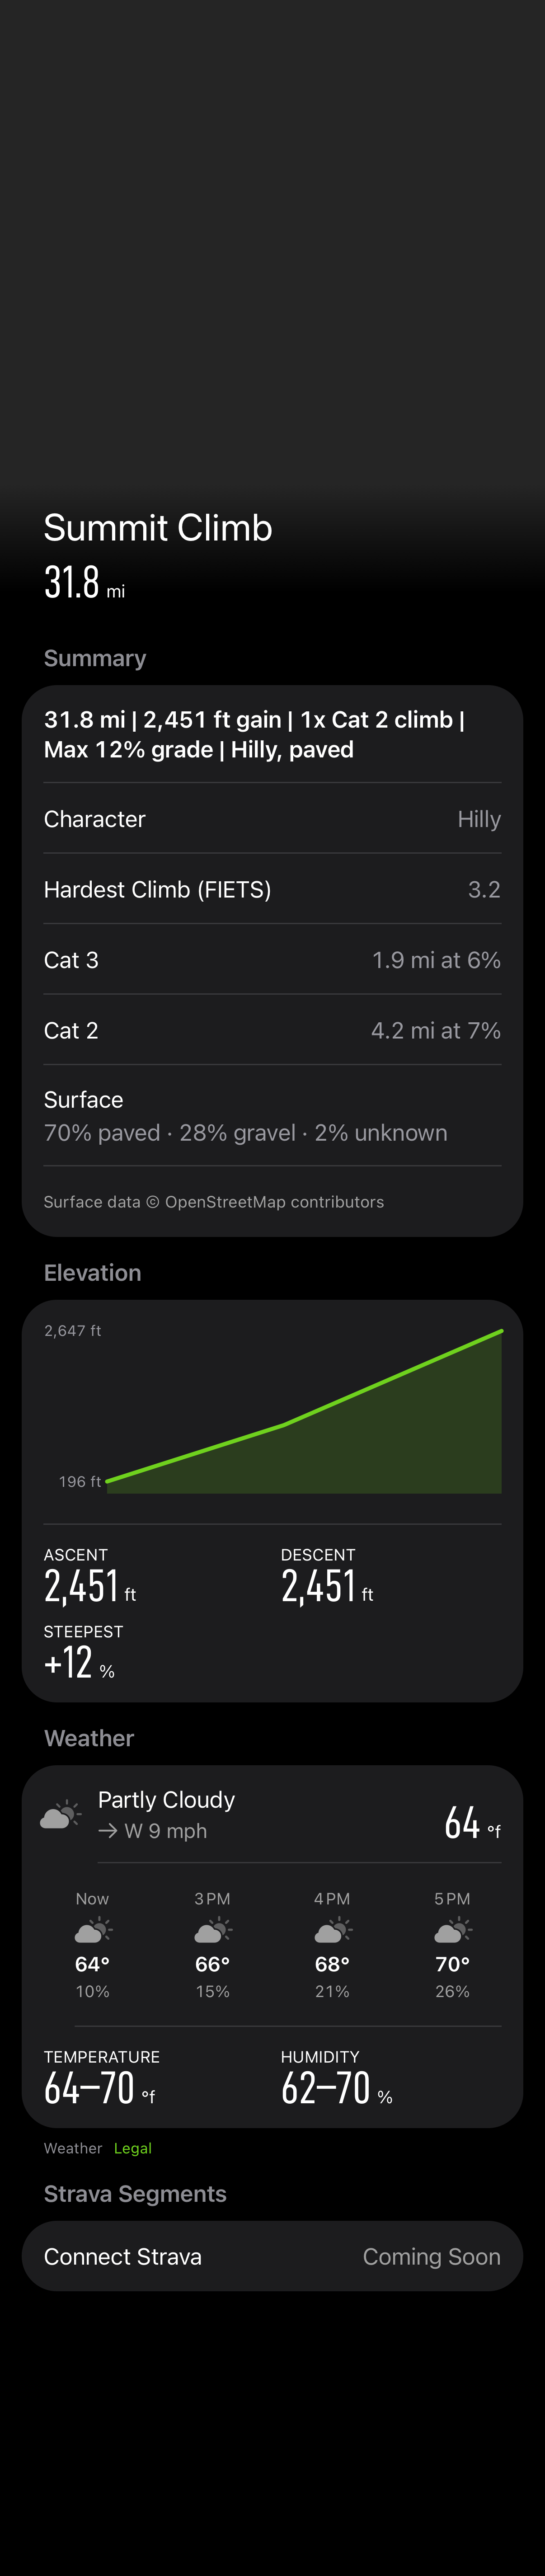 Summit Climb
31.8 mi
Summary
31.8 mi | 2,451 ft gain | 1x Cat 2 climb |
Max 12% grade | Hilly, paved
Character Hilly
Hardest Climb (FIETS) 3.2
Cat 3 1.9 mi at 6%
Cat 2 4.2 mi at 7%
Surface
70% paved · 28% gravel · 2% unknown
Surface data © OpenStreetMap contributors
Elevation
2,647 ft
196 ft
ASCENT DESCENT
2,451 ft 2,451 ft
STEEPEST
+12 %
Weather
Partly Cloudy
→ W 9 mph 64 °f
Now 3 PM 4 PM 5 PM
64° 66° 68° 70°
10% 15% 21% 26%
TEMPERATURE HUMIDITY
64–70 °f 62–70 %
Weather Legal
Strava Segments
Connect Strava Coming Soon